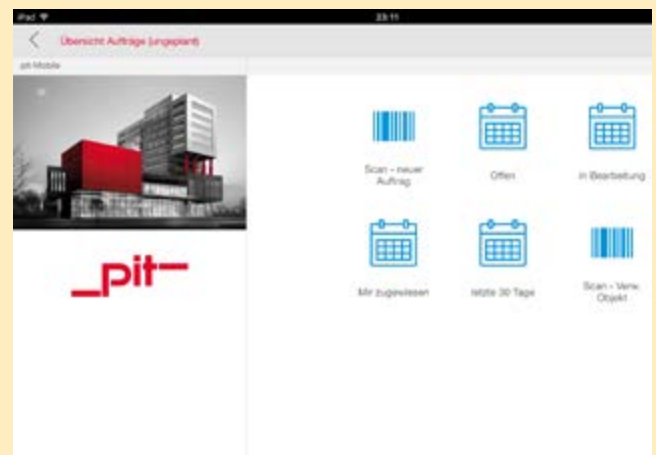 iPad
23:11
Übersicht Aufträge (ungeplant)
pit-Mobile
Scan - neuer
Auftrag
Offen
in Bearbeitung
_pit
Mir zugewiesen
letzte 30 Tage
Scan - Verw.
Objekt